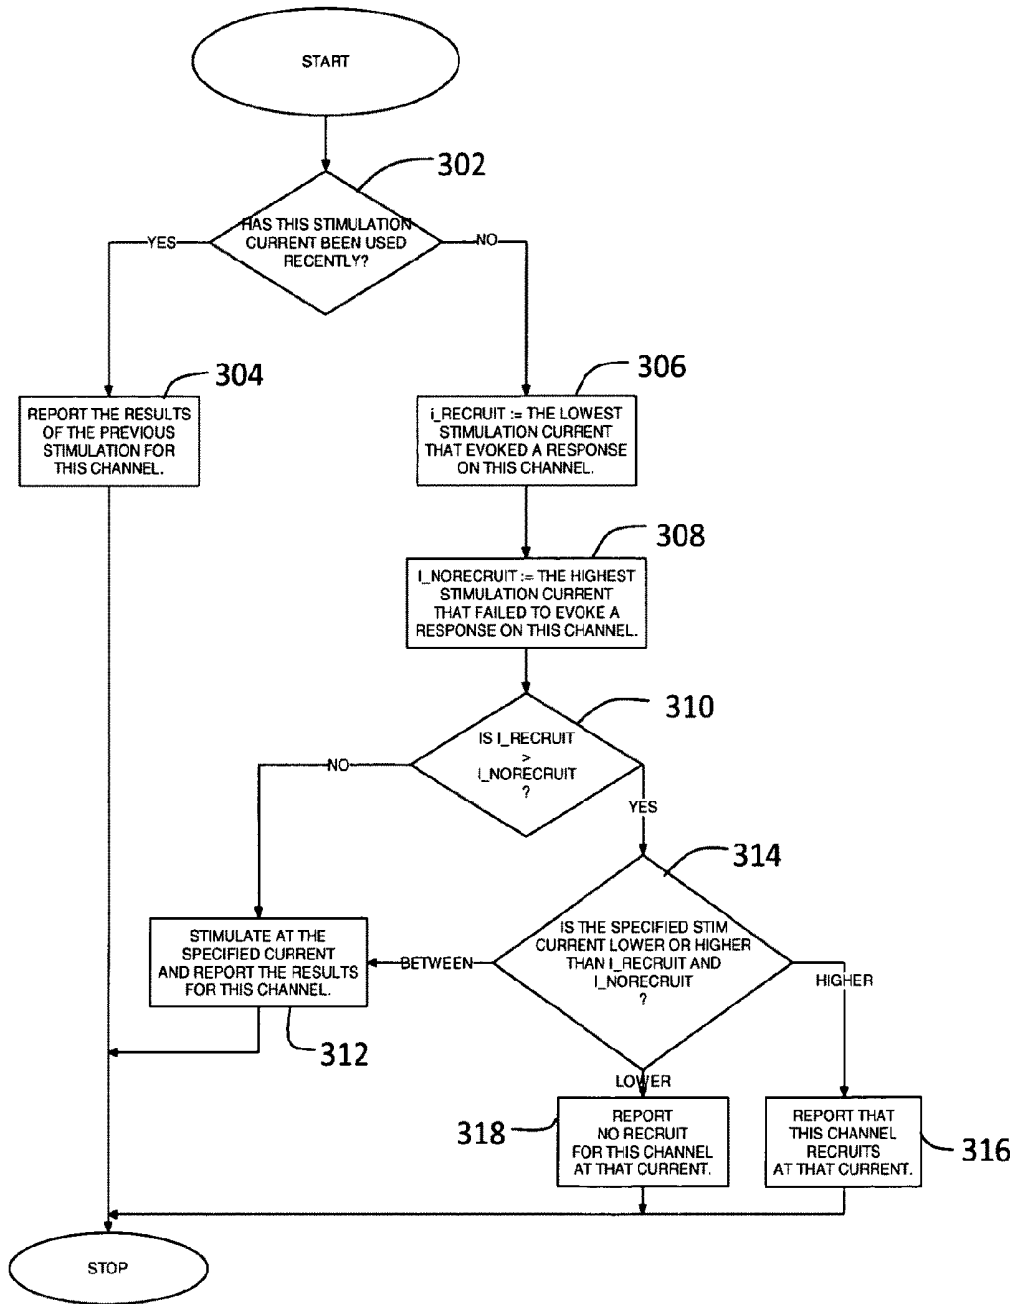 START
302
HAS THIS STIMULATION
CURRENT BEEN USED
RECENTLY?
YES
NO
304
REPORT THE RESULTS
OF THE PREVIOUS
STIMULATION FOR
THIS CHANNEL.
306
i_RECRUIT := THE LOWEST
STIMULATION CURRENT
THAT EVOKED A RESPONSE
ON THIS CHANNEL.
308
I_NORECRUIT := THE HIGHEST
STIMULATION CURRENT
THAT FAILED TO EVOKE A
RESPONSE ON THIS CHANNEL.
310
IS I_RECRUIT
>
I_NORECRUIT
?
NO
YES
314
IS THE SPECIFIED STIM
CURRENT LOWER OR HIGHER
THAN I_RECRUIT AND
I_NORECRUIT
?
STIMULATE AT THE
SPECIFIED CURRENT
AND REPORT THE RESULTS
FOR THIS CHANNEL.
BETWEEN
HIGHER
312
LOWER
318
REPORT
NO RECRUIT
FOR THIS CHANNEL
AT THAT CURRENT.
REPORT THAT
THIS CHANNEL
RECRUITS
AT THAT CURRENT.
316
STOP